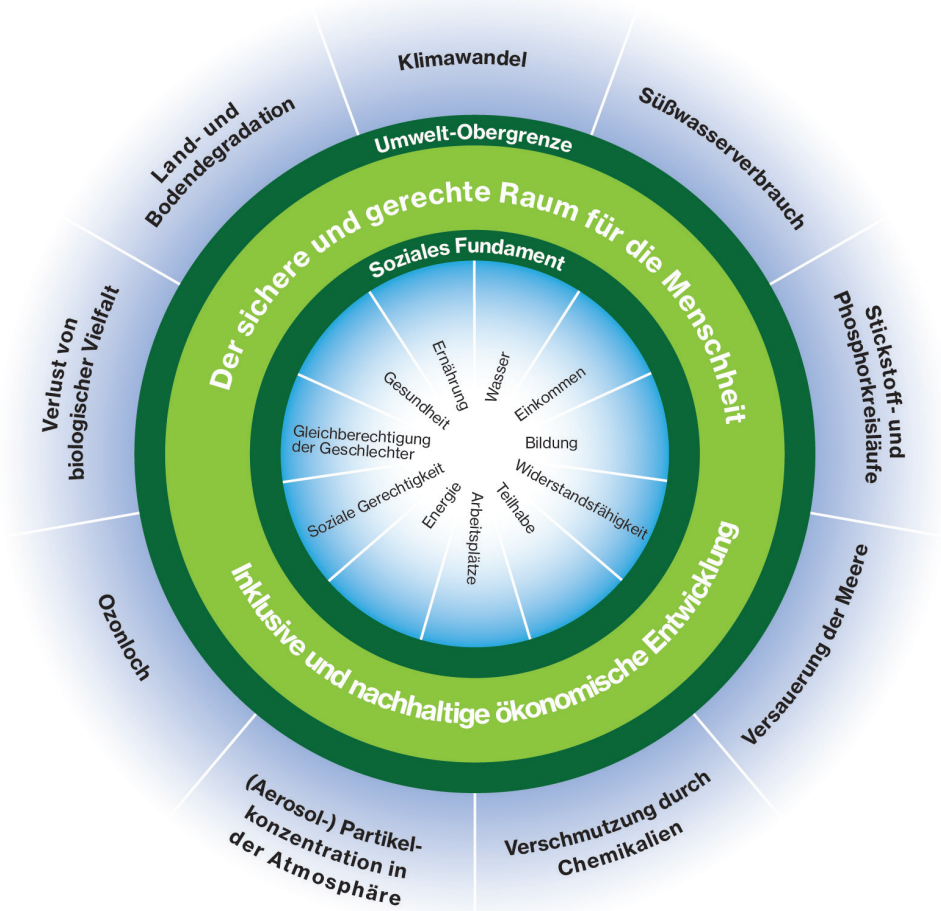 Klimawandel
Süßwasserverbrauch
Stickstoff- und
Phosphorkreisläufe
Versauerung der Meere
Verschmutzung durch
Chemikalien
(Aerosol-) Partikel-
konzentration in
der Atmosphäre
Ozonloch
Verlust von
biologischer Vielfalt
Land- und
Bodendegradation
Umwelt-Obergrenze
Der sichere und gerechte Raum für die Menschheit
Inklusive und nachhaltige ökonomische Entwicklung
Soziales Fundament
Wasser
Einkommen
Bildung
Widerstandsfähigkeit
Teilhabe
Arbeitsplätze
Energie
Soziale Gerechtigkeit
Gleichberechtigung
der Geschlechter
Gesundheit
Ernährung